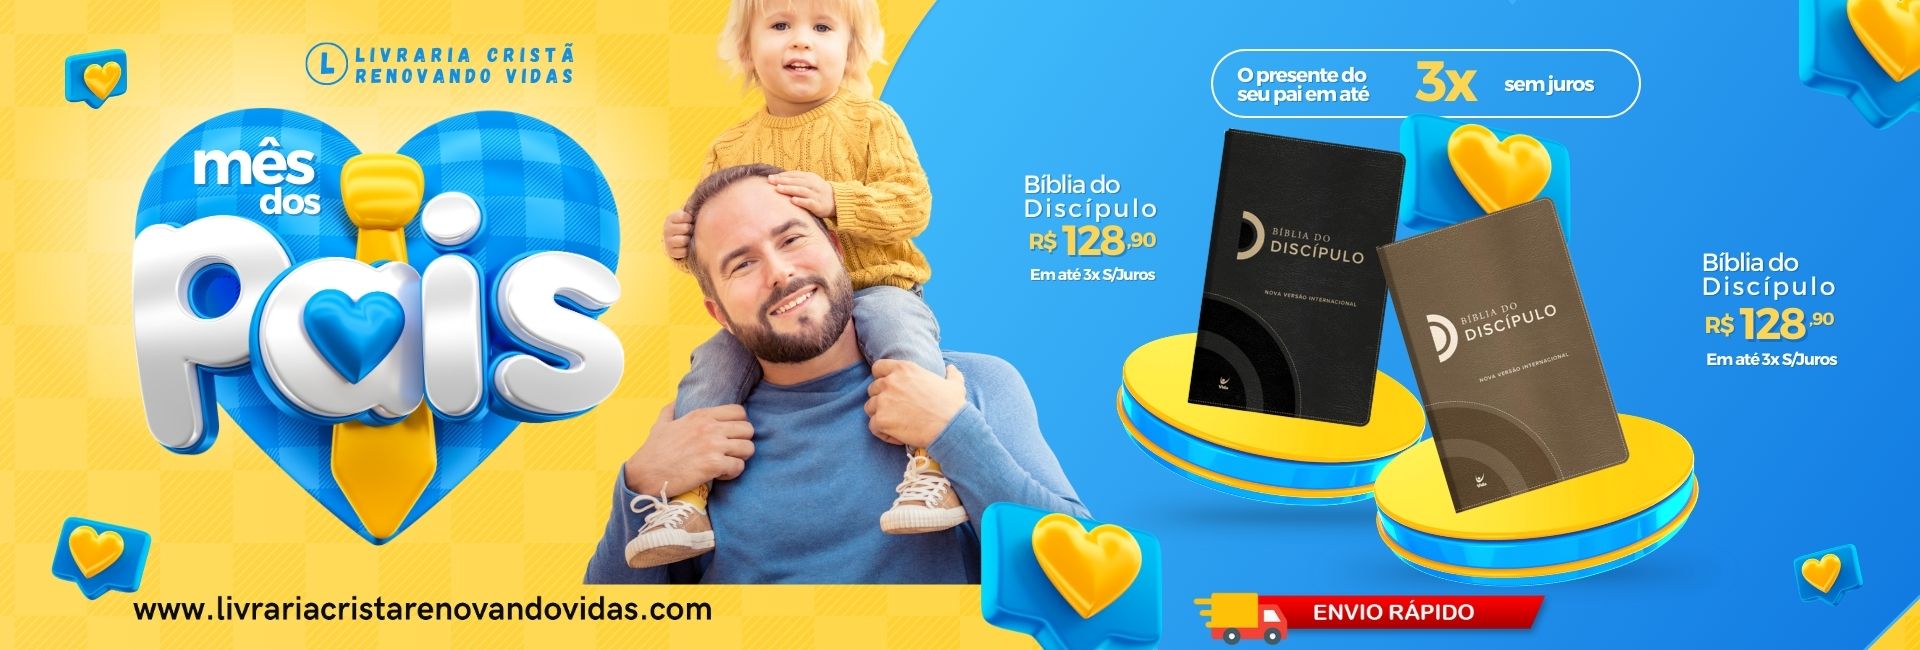 L LIVRARIA CRISTÃ
RENOVANDO VIDAS
mês
dos
Pais
www.livrariacristarenovandovidas.com
O presente do
seu pai em até
3x
sem juros
Bíblia do
Discípulo
R$ 128,90
Em até 3x S/Juros
BÍBLIA DO
DISCÍPULO
NOVA VERSÃO INTERNACIONAL
Vida
BÍBLIA DO
DISCÍPULO
NOVA VERSÃO INTERNACIONAL
Vida
Bíblia do
Discípulo
R$ 128,90
Em até 3x S/Juros
ENVIO RÁPIDO